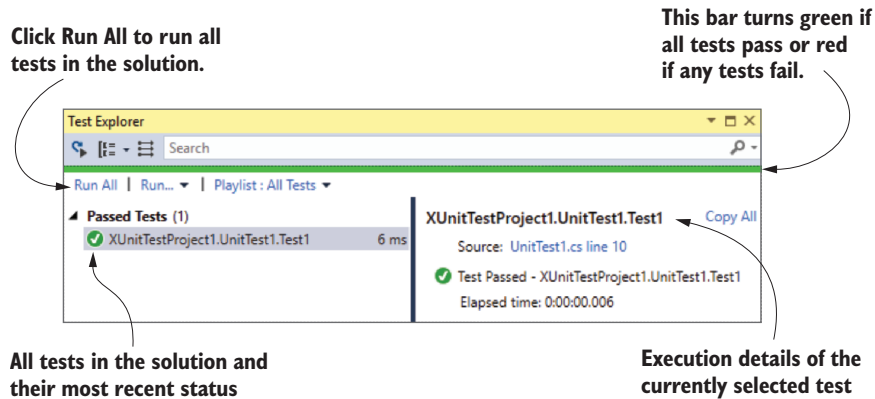 Click Run All to run all
tests in the solution.
This bar turns green if
all tests pass or red
if any tests fail.
Test Explorer
Search
Run All | Run... | Playlist : All Tests
Passed Tests (1)
XUnitTestProject1.UnitTest1.Test1 6 ms
XUnitTestProject1.UnitTest1.Test1 Copy All
Source: UnitTest1.cs line 10
Test Passed - XUnitTestProject1.UnitTest1.Test1
Elapsed time: 0:00:00.006
All tests in the solution and
their most recent status
Execution details of the
currently selected test